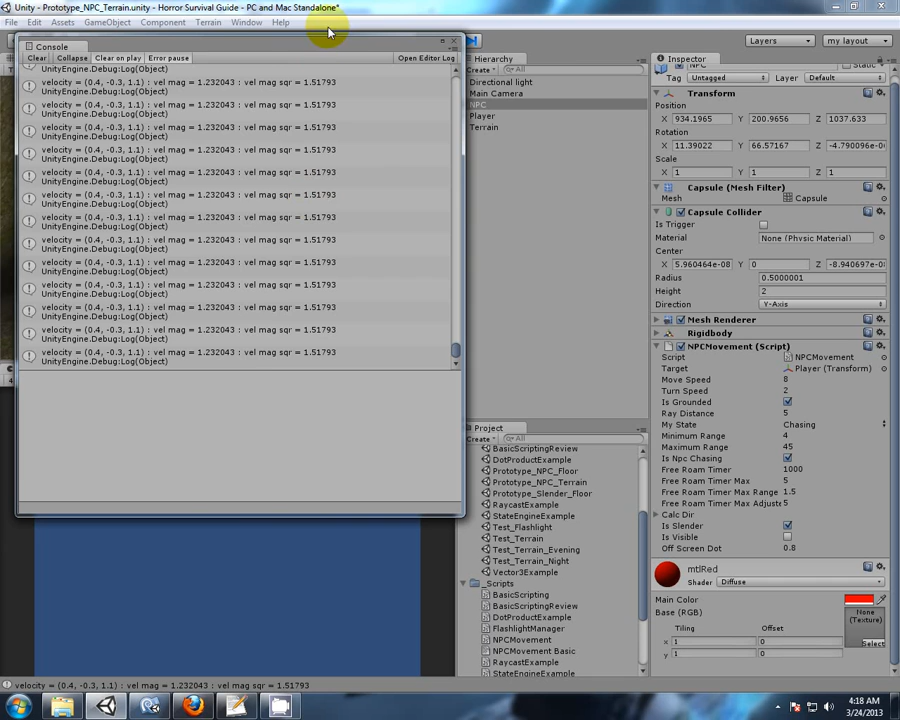 Unity - Prototype_NPC_Terrain.unity - Horror Survival Guide - PC and Mac Standalone*
File Edit Assets GameObject Component Terrain Window Help
Layers my layout
Console
Clear Collapse Clear on play Error pause Open Editor Log
UnityEngine.Debug:Log(Object)
velocity = (0.4, -0.3, 1.1) : vel mag = 1.232043 : vel mag sqr = 1.51793
UnityEngine.Debug:Log(Object)
velocity = (0.4, -0.3, 1.1) : vel mag = 1.232043 : vel mag sqr = 1.51793
UnityEngine.Debug:Log(Object)
velocity = (0.4, -0.3, 1.1) : vel mag = 1.232043 : vel mag sqr = 1.51793
UnityEngine.Debug:Log(Object)
velocity = (0.4, -0.3, 1.1) : vel mag = 1.232043 : vel mag sqr = 1.51793
UnityEngine.Debug:Log(Object)
velocity = (0.4, -0.3, 1.1) : vel mag = 1.232043 : vel mag sqr = 1.51793
UnityEngine.Debug:Log(Object)
velocity = (0.4, -0.3, 1.1) : vel mag = 1.232043 : vel mag sqr = 1.51793
UnityEngine.Debug:Log(Object)
velocity = (0.4, -0.3, 1.1) : vel mag = 1.232043 : vel mag sqr = 1.51793
UnityEngine.Debug:Log(Object)
velocity = (0.4, -0.3, 1.1) : vel mag = 1.232043 : vel mag sqr = 1.51793
UnityEngine.Debug:Log(Object)
velocity = (0.4, -0.3, 1.1) : vel mag = 1.232043 : vel mag sqr = 1.51793
UnityEngine.Debug:Log(Object)
velocity = (0.4, -0.3, 1.1) : vel mag = 1.232043 : vel mag sqr = 1.51793
UnityEngine.Debug:Log(Object)
velocity = (0.4, -0.3, 1.1) : vel mag = 1.232043 : vel mag sqr = 1.51793
UnityEngine.Debug:Log(Object)
velocity = (0.4, -0.3, 1.1) : vel mag = 1.232043 : vel mag sqr = 1.51793
UnityEngine.Debug:Log(Object)
velocity = (0.4, -0.3, 1.1) : vel mag = 1.232043 : vel mag sqr = 1.51793
UnityEngine.Debug:Log(Object)
Hierarchy
Create All
Directional light
Main Camera
NPC
Player
Terrain
Project
Create All
BasicScriptingReview
DotProductExample
Prototype_NPC_Floor
Prototype_NPC_Terrain
Prototype_Slender_Floor
RaycastExample
StateEngineExample
Test_Flashlight
Test_Terrain
Test_Terrain_Evening
Test_Terrain_Night
Vector3Example
_Scripts
BasicScripting
BasicScriptingReview
DotProductExample
FlashlightManager
NPCMovement
NPCMovement Basic
RaycastExample
StateEngineExample
Inspector
Tag Untagged Layer Default
Transform
Position
X 934.1965 Y 200.9656 Z 1037.633
Rotation
X 11.39022 Y 66.57167 Z -4.790096e-0
Scale
X 1 Y 1 Z 1
Capsule (Mesh Filter)
Mesh Capsule
Capsule Collider
Is Trigger
Material None (Physic Material)
Center
X 5.960464e-08 Y 0 Z -8.940697e-0
Radius 0.5000001
Height 2
Direction Y-Axis
Mesh Renderer
Rigidbody
NPCMovement (Script)
Script NPCMovement
Target Player (Transform)
Move Speed 8
Turn Speed 2
Is Grounded
Ray Distance 5
My State Chasing
Minimum Range 4
Maximum Range 45
Is Npc Chasing
Free Roam Timer 1000
Free Roam Timer Max 5
Free Roam Timer Max Range 1.5
Free Roam Timer Max Adjuste 5
Calc Dir
Is Slender
Is Visible
Off Screen Dot 0.8
mtlRed
Shader Diffuse
Main Color
Base (RGB)
None
(Texture)
Tiling Offset
x 1 0
y 1 0
Select
velocity = (0.4, -0.3, 1.1) : vel mag = 1.232043 : vel mag sqr = 1.51793
4:18 AM
3/24/2013